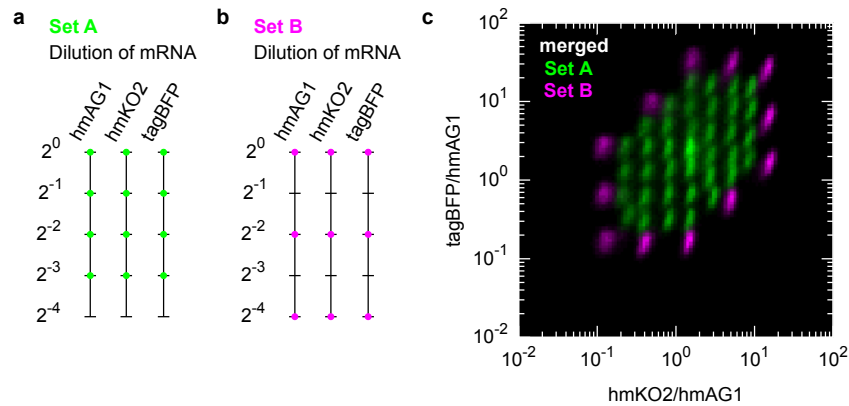 a
Set A
Dilution of mRNA
hmAG1
hmKO2
tagBFP
2^0
2^-1
2^-2
2^-3
2^-4
b
Set B
Dilution of mRNA
hmAG1
hmKO2
tagBFP
2^0
2^-1
2^-2
2^-3
2^-4
c
merged
Set A
Set B
tagBFP/hmAG1
10^2
10^1
10^0
10^-1
10^-2
10^-2 10^-1 10^0 10^1 10^2
hmKO2/hmAG1